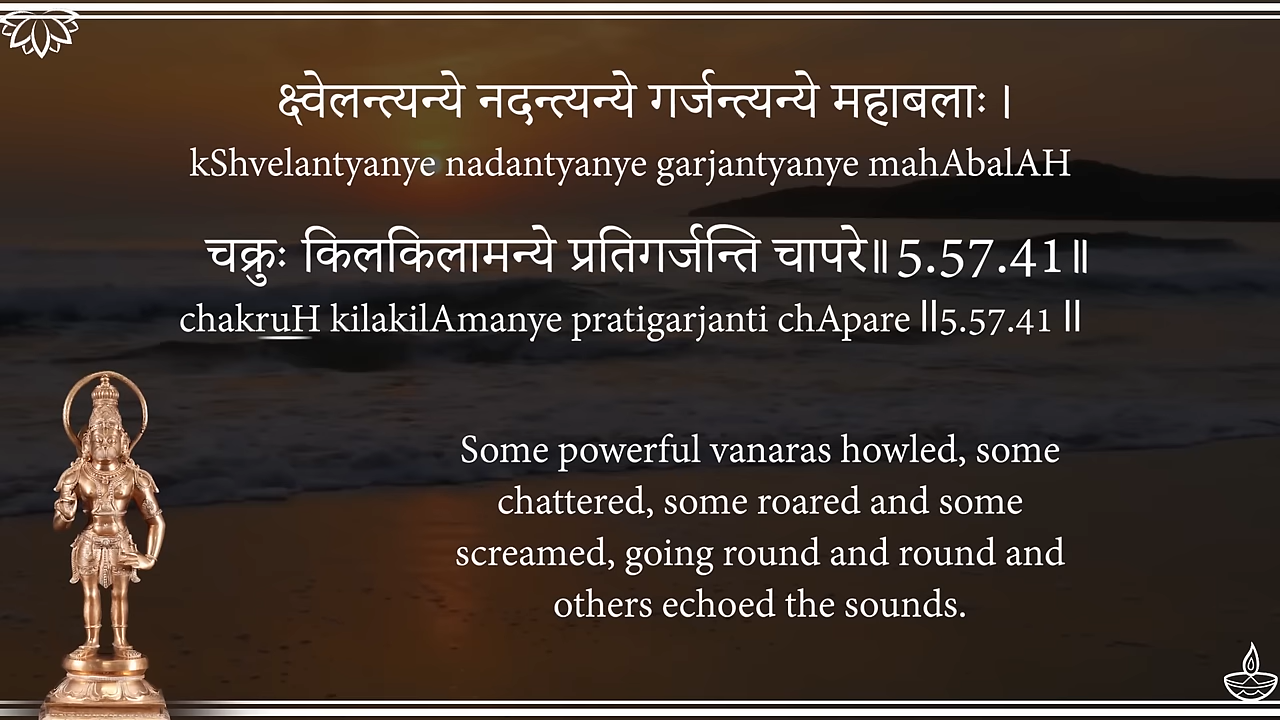 क्ष्वेलन्त्यन्ये नदन्त्यन्ये गर्जन्त्यन्ये महाबलाः ।
kShvelantyanye nadantyanye garjantyanye mahAbalAH
चक्रुः किलकिलामन्ये प्रतिगर्जन्ति चापरे॥5.57.41॥
chakruH kilakilAmanye pratigarjanti chApare ॥5.57.41 ॥
Some powerful vanaras howled, some
chattered, some roared and some
screamed, going round and round and
others echoed the sounds.